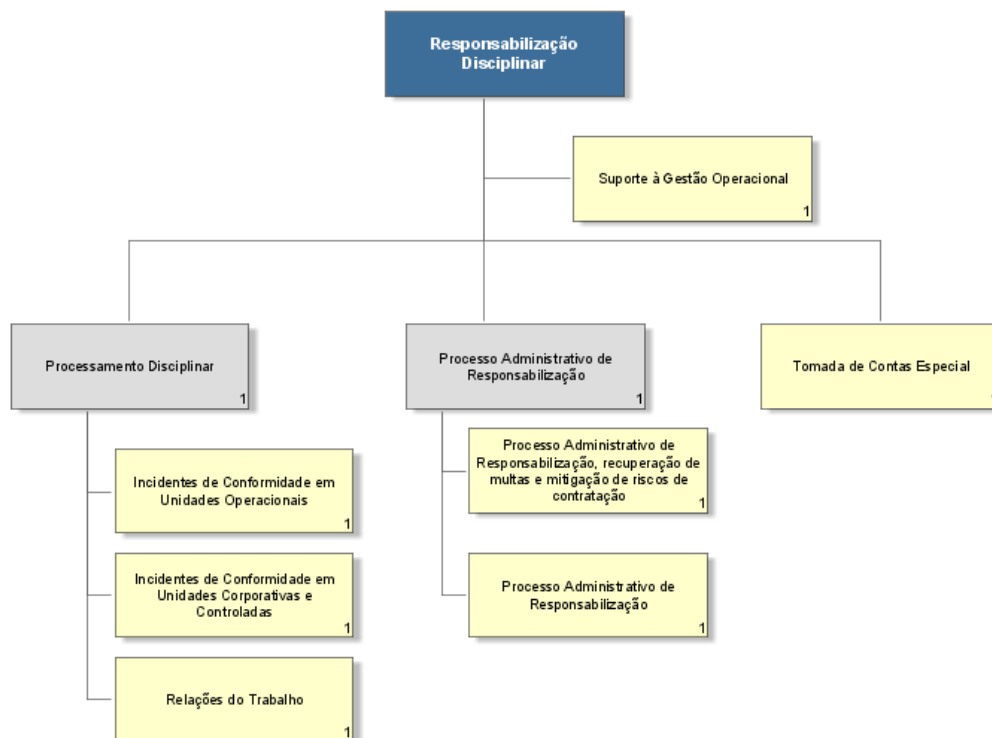 Responsabilização
Disciplinar
Suporte à Gestão Operacional
1
Processamento Disciplinar
1
Processo Administrativo de
Responsabilização
1
Tomada de Contas Especial
1
Incidentes de Conformidade em
Unidades Operacionais
1
Incidentes de Conformidade em
Unidades Corporativas e
Controladas
1
Relações do Trabalho
1
Processo Administrativo de
Responsabilização, recuperação de
multas e mitigação de riscos de
contratação
1
Processo Administrativo de
Responsabilização
1